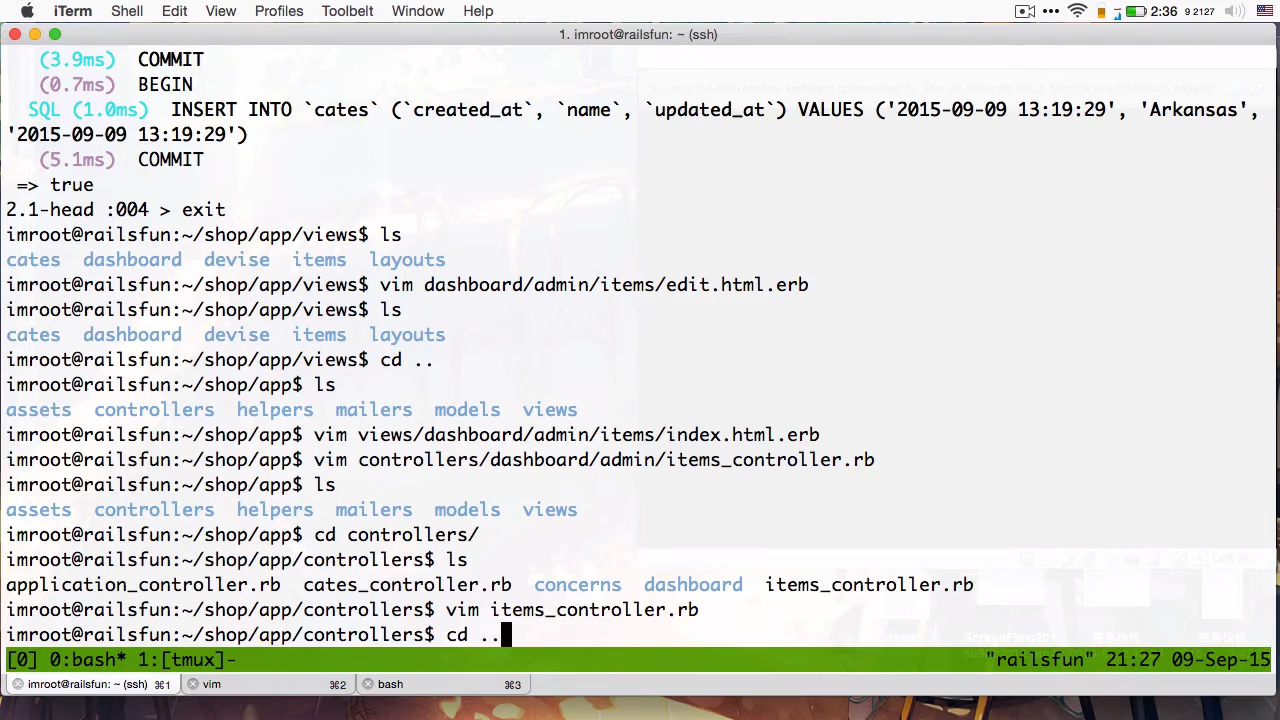 iTerm Shell Edit View Profiles Toolbelt Window Help 2:36 9 2127
1. imroot@railsfun: ~ (ssh)
(3.9ms) COMMIT
(0.7ms) BEGIN
SQL (1.0ms) INSERT INTO `cates` (`created_at`, `name`, `updated_at`) VALUES ('2015-09-09 13:19:29', 'Arkansas',
'2015-09-09 13:19:29')
(5.1ms) COMMIT
=> true
2.1-head :004 > exit
imroot@railsfun:~/shop/app/views$ ls
cates dashboard devise items layouts
imroot@railsfun:~/shop/app/views$ vim dashboard/admin/items/edit.html.erb
imroot@railsfun:~/shop/app/views$ ls
cates dashboard devise items layouts
imroot@railsfun:~/shop/app/views$ cd ..
imroot@railsfun:~/shop/app$ ls
assets controllers helpers mailers models views
imroot@railsfun:~/shop/app$ vim views/dashboard/admin/items/index.html.erb
imroot@railsfun:~/shop/app$ vim controllers/dashboard/admin/items_controller.rb
imroot@railsfun:~/shop/app$ ls
assets controllers helpers mailers models views
imroot@railsfun:~/shop/app$ cd controllers/
imroot@railsfun:~/shop/app/controllers$ ls
application_controller.rb cates_controller.rb concerns dashboard items_controller.rb
imroot@railsfun:~/shop/app/controllers$ vim items_controller.rb
imroot@railsfun:~/shop/app/controllers$ cd ..
[0] 0:bash* 1:[tmux]- "railsfun" 21:27 09-Sep-15
imroot@railsfun: ~ (ssh) ⌘1 vim ⌘2 bash ⌘3